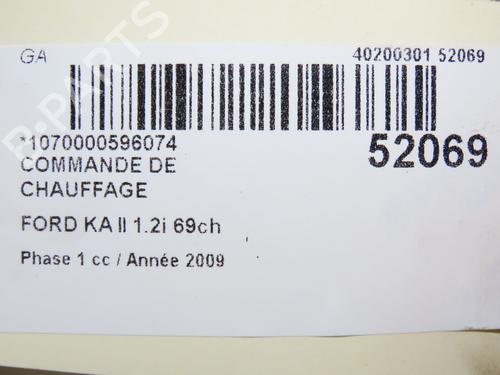 GA 40200301 52069
*1070000596074 52069
COMMANDE DE
CHAUFFAGE
FORD KA II 1.2i 69ch
Phase 1 cc / Année 2009
B-PARTS